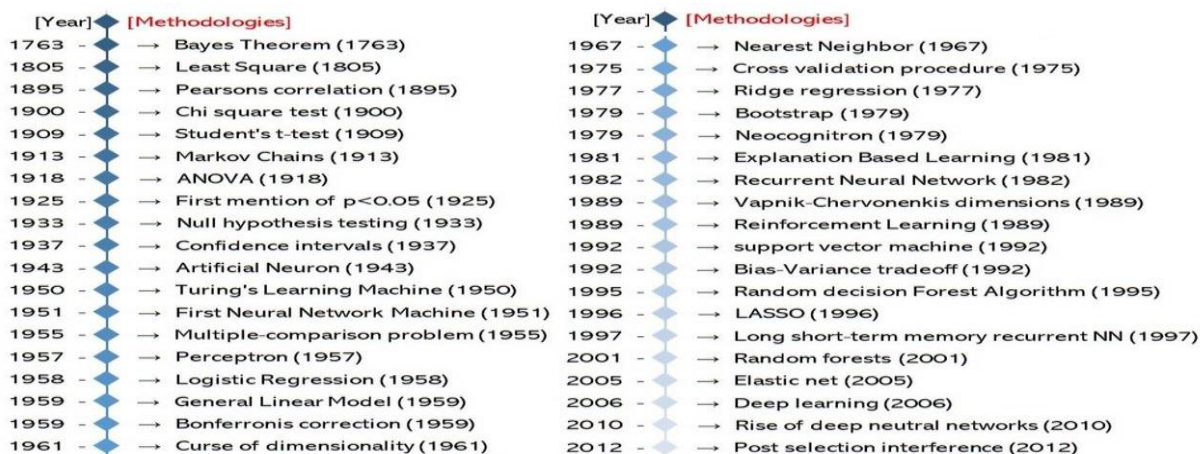 [Year] [Methodologies]
1763 - → Bayes Theorem (1763)
1805 - → Least Square (1805)
1895 - → Pearsons correlation (1895)
1900 - → Chi square test (1900)
1909 - → Student's t-test (1909)
1913 - → Markov Chains (1913)
1918 - → ANOVA (1918)
1925 - → First mention of p<0.05 (1925)
1933 - → Null hypothesis testing (1933)
1937 - → Confidence intervals (1937)
1943 - → Artificial Neuron (1943)
1950 - → Turing's Learning Machine (1950)
1951 - → First Neural Network Machine (1951)
1955 - → Multiple-comparison problem (1955)
1957 - → Perceptron (1957)
1958 - → Logistic Regression (1958)
1959 - → General Linear Model (1959)
1959 - → Bonferronis correction (1959)
1961 - → Curse of dimensionality (1961)
[Year] [Methodologies]
1967 - → Nearest Neighbor (1967)
1975 - → Cross validation procedure (1975)
1977 - → Ridge regression (1977)
1979 - → Bootstrap (1979)
1979 - → Neocognitron (1979)
1981 - → Explanation Based Learning (1981)
1982 - → Recurrent Neural Network (1982)
1989 - → Vapnik-Chervonenkis dimensions (1989)
1989 - → Reinforcement Learning (1989)
1992 - → support vector machine (1992)
1992 - → Bias-Variance tradeoff (1992)
1995 - → Random decision Forest Algorithm (1995)
1996 - → LASSO (1996)
1997 - → Long short-term memory recurrent NN (1997)
2001 - → Random forests (2001)
2005 - → Elastic net (2005)
2006 - → Deep learning (2006)
2010 - → Rise of deep neutral networks (2010)
2012 - → Post selection interference (2012)